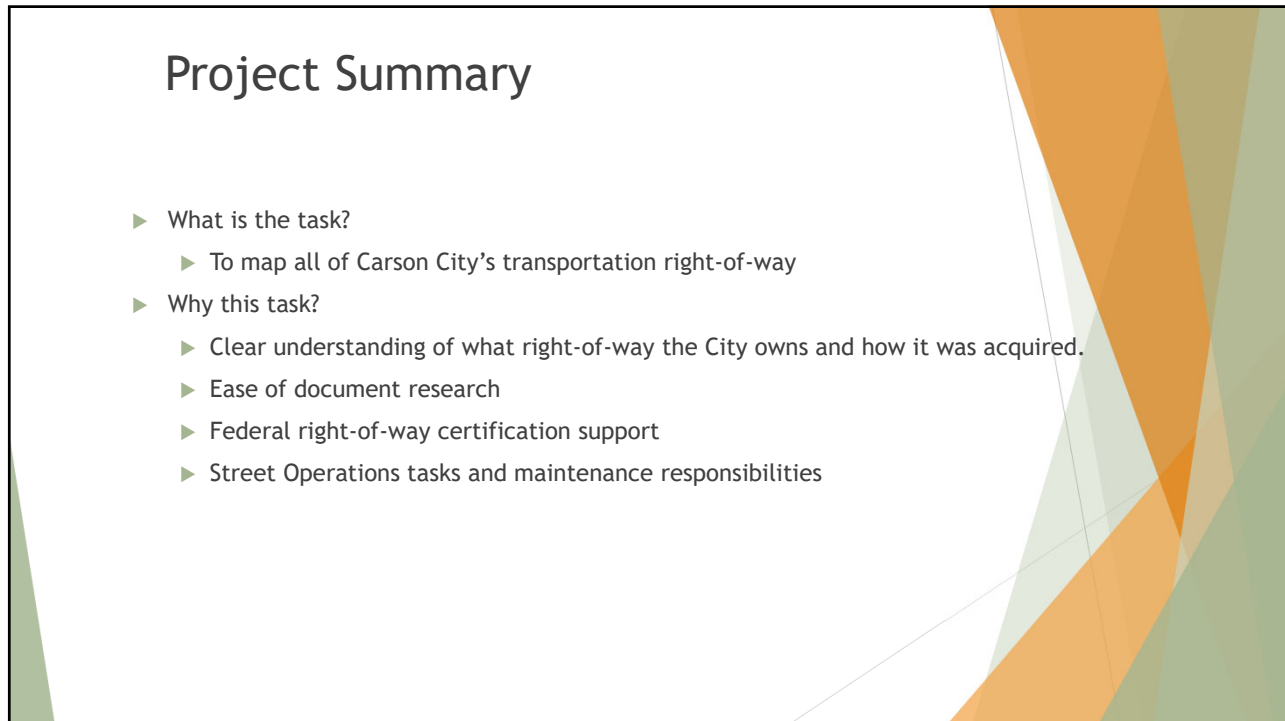 Project Summary
What is the task?
To map all of Carson City’s transportation right-of-way
Why this task?
Clear understanding of what right-of-way the City owns and how it was acquired.
Ease of document research
Federal right-of-way certification support
Street Operations tasks and maintenance responsibilities